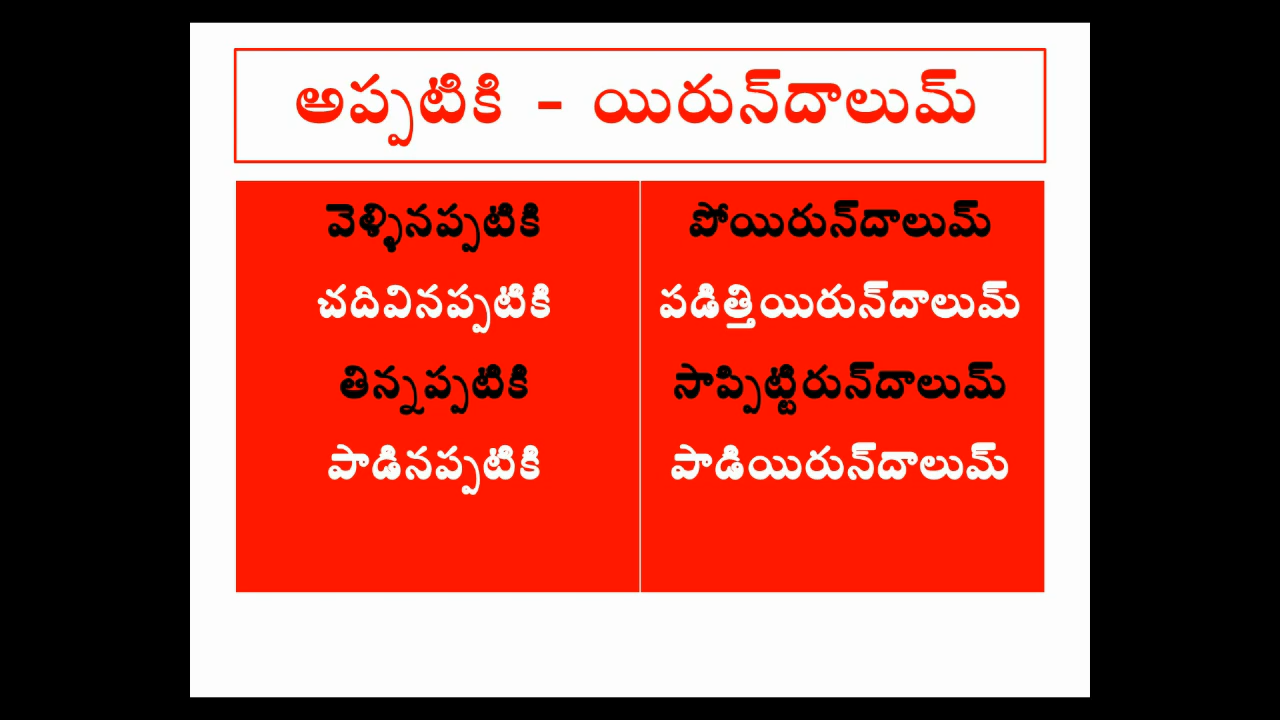 అప్పటికి - యిరున్‌దాలుమ్
వెళ్ళినప్పటికి పోయిరున్‌దాలుమ్
చదివినప్పటికి పడిత్తియిరున్‌దాలుమ్
తిన్నప్పటికి సాప్పిట్టిరున్‌దాలుమ్
పాడినప్పటికి పాడియిరున్‌దాలుమ్